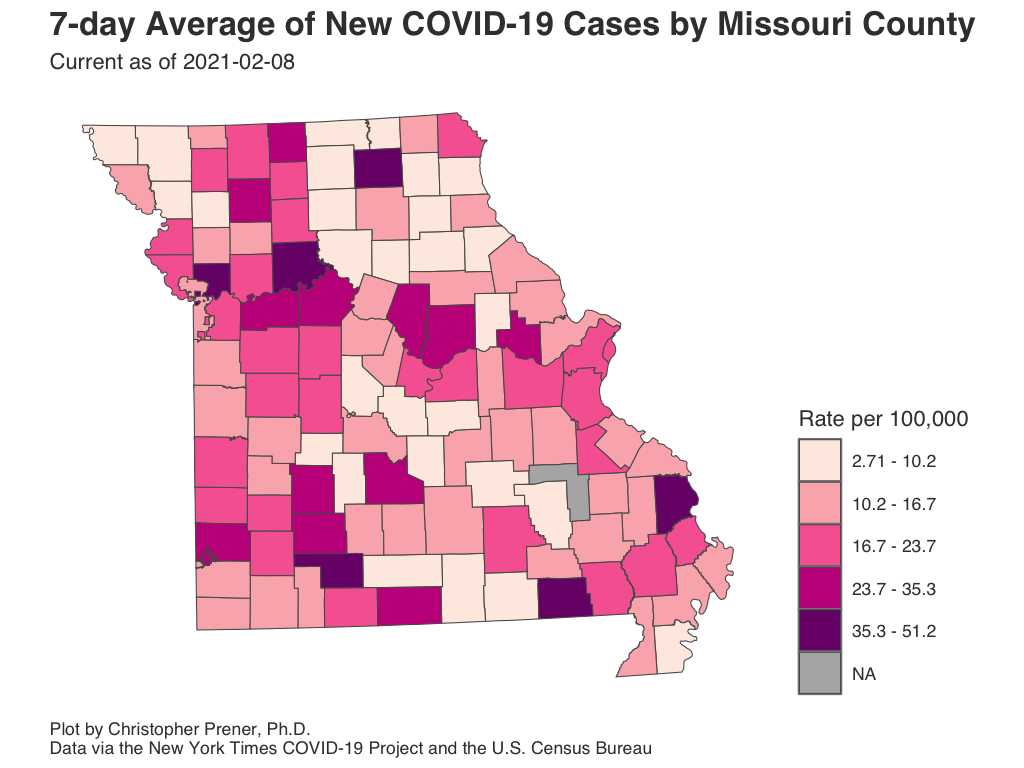 7-day Average of New COVID-19 Cases by Missouri County
Current as of 2021-02-08
Rate per 100,000
2.71 - 10.2
10.2 - 16.7
16.7 - 23.7
23.7 - 35.3
35.3 - 51.2
NA
Plot by Christopher Prener, Ph.D.
Data via the New York Times COVID-19 Project and the U.S. Census Bureau